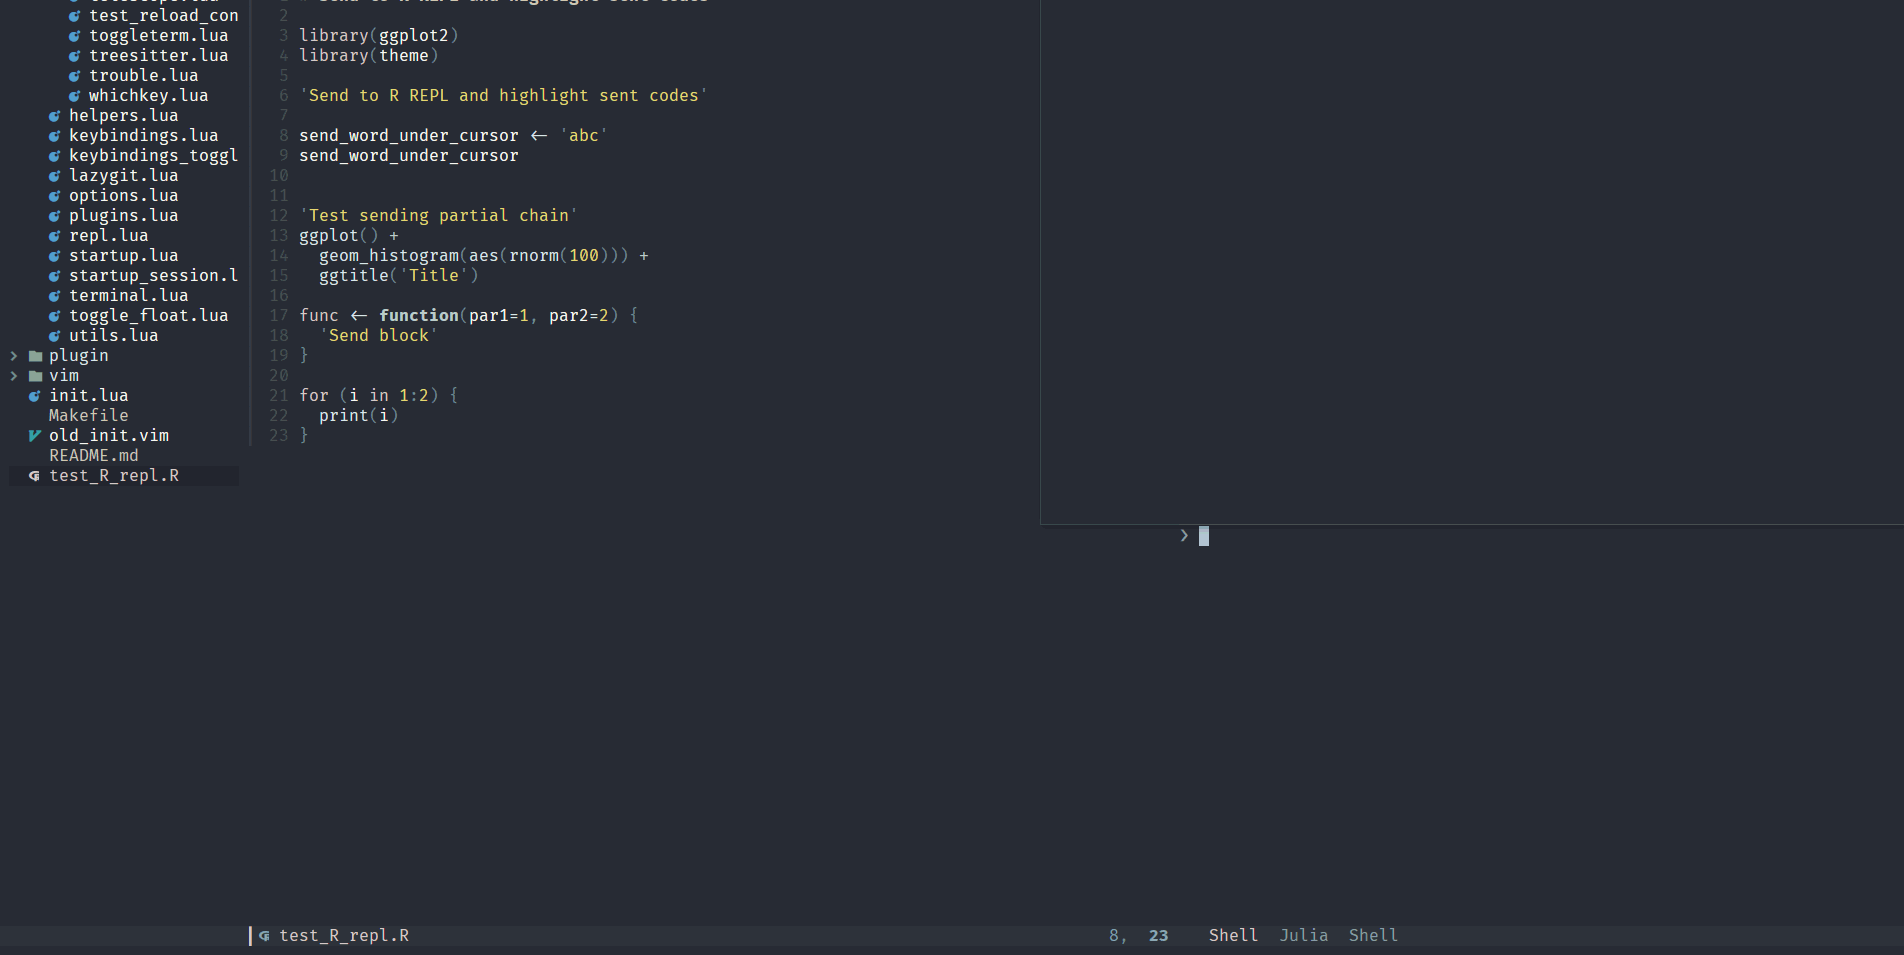 test_reload_con
toggleterm.lua
treesitter.lua
trouble.lua
whichkey.lua
helpers.lua
keybindings.lua
keybindings_toggl
lazygit.lua
options.lua
plugins.lua
repl.lua
startup.lua
startup_session.l
terminal.lua
toggle_float.lua
utils.lua
> plugin
> vim
init.lua
Makefile
old_init.vim
README.md
test_R_repl.R
2
3 library(ggplot2)
4 library(theme)
5
6 'Send to R REPL and highlight sent codes'
7
8 send_word_under_cursor <- 'abc'
9 send_word_under_cursor
10
11
12 'Test sending partial chain'
13 ggplot() +
14   geom_histogram(aes(rnorm(100))) +
15   ggtitle('Title')
16
17 func <- function(par1=1, par2=2) {
18   'Send block'
19 }
20
21 for (i in 1:2) {
22   print(i)
23 }
❯
test_R_repl.R
8, 23 Shell Julia Shell